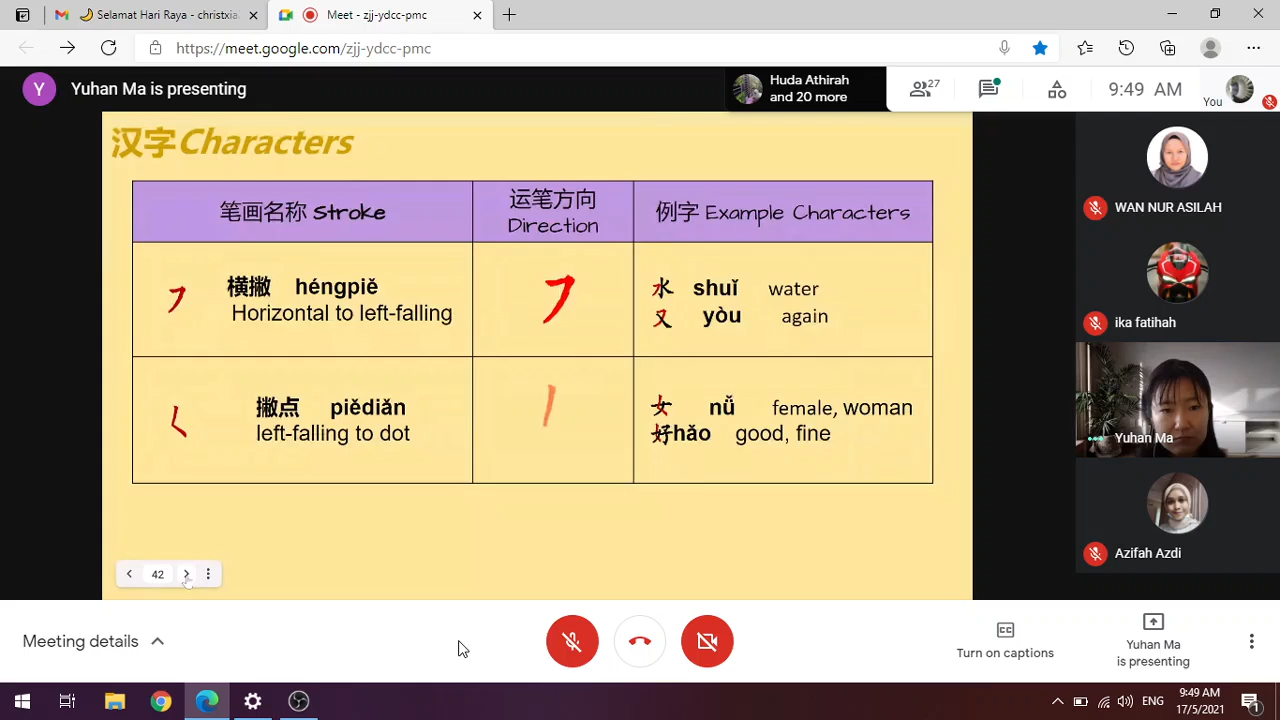 🌙 Selamat Hari Raya - christxia
Meet - zjj-ydcc-pmc
https://meet.google.com/zjj-ydcc-pmc
Y Yuhan Ma is presenting
Huda Athirah
and 20 more
27
9:49 AM
You
汉字Characters
笔画名称 Stroke
运笔方向
Direction
例字 Example Characters
㇇ 横撇 héngpiě
Horizontal to left-falling
㇇
水 shuǐ water
又 yòu again
𡿨 撇点 piědiǎn
left-falling to dot
女 nǚ female, woman
好hǎo good, fine
42
WAN NUR ASILAH
ika fatihah
Yuhan Ma
Azifah Azdi
Meeting details
Turn on captions
Yuhan Ma
is presenting
ENG
9:49 AM
17/5/2021
1